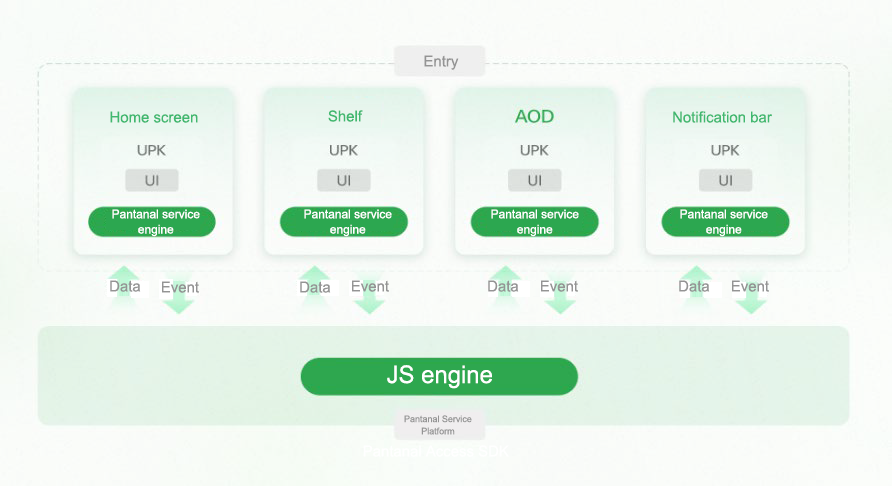 Entry
Home screen
UPK
UI
Pantanal service
engine
Shelf
UPK
UI
Pantanal service
engine
AOD
UPK
UI
Pantanal service
engine
Notification bar
UPK
UI
Pantanal service
engine
Data Event
Data Event
Data Event
Data Event
JS engine
Pantanal Service
Platform